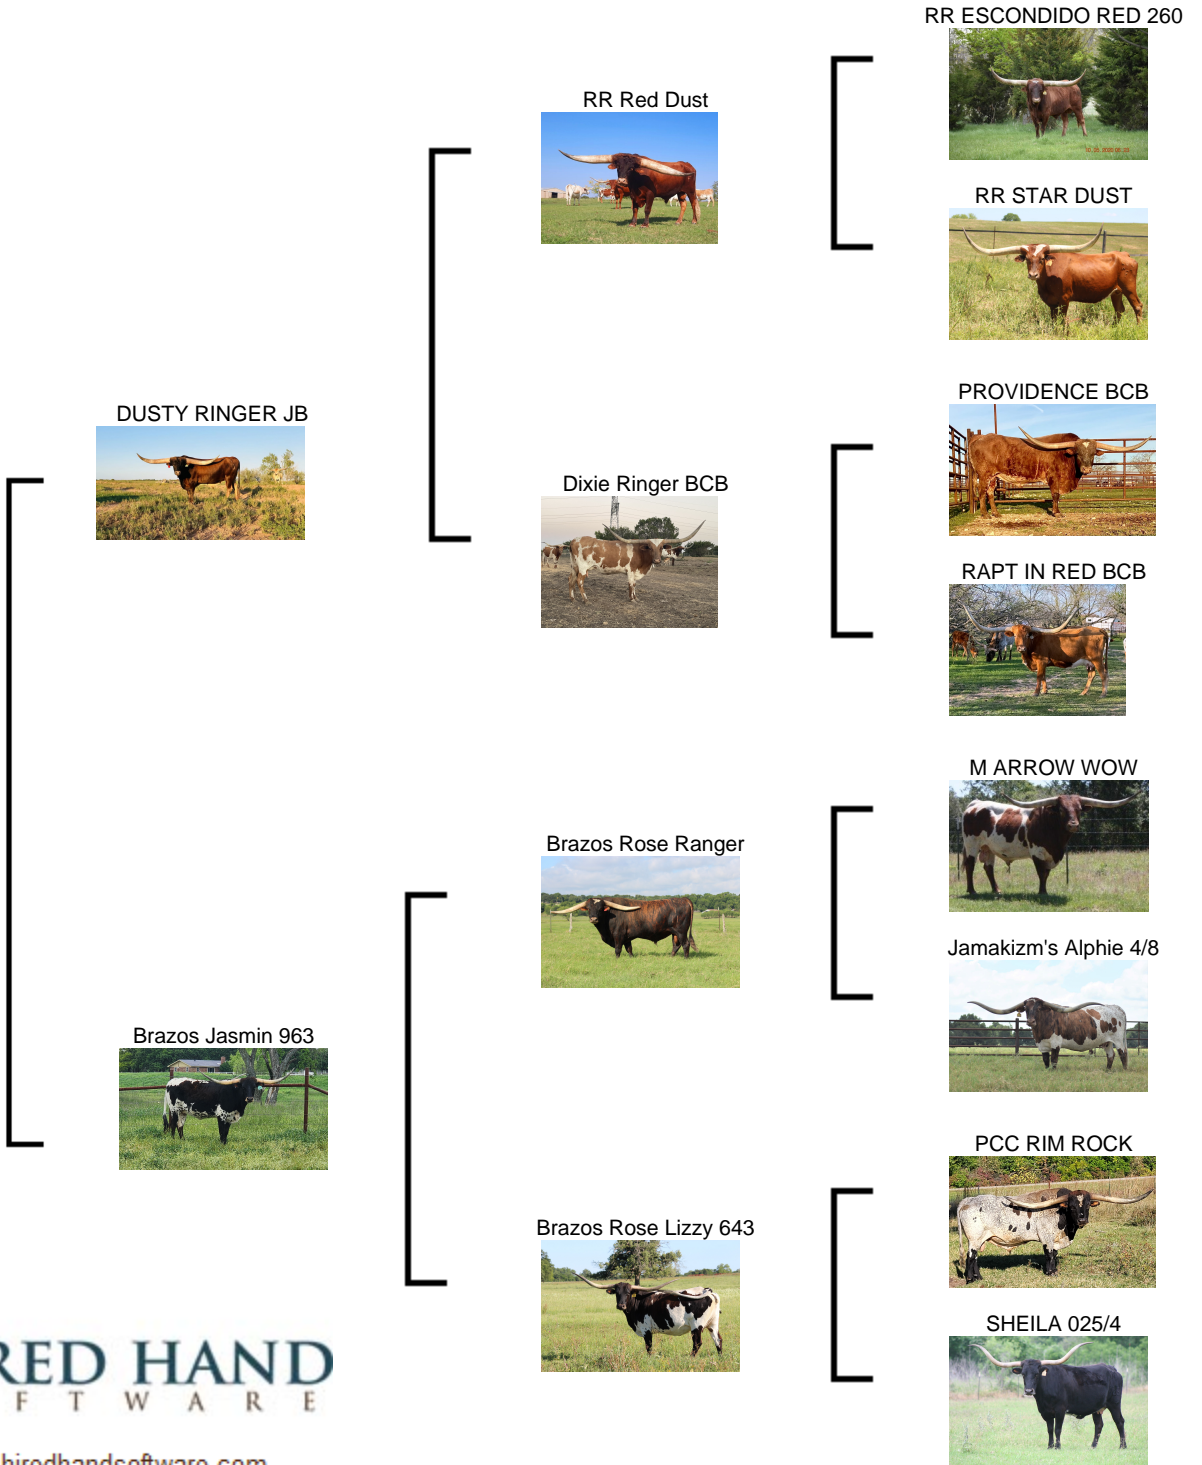 RR ESCONDIDO RED 260
RR Red Dust
RR STAR DUST
PROVIDENCE BCB
DUSTY RINGER JB
Dixie Ringer BCB
RAPT IN RED BCB
M ARROW WOW
Brazos Rose Ranger
Jamakizm's Alphie 4/8
Brazos Jasmin 963
PCC RIM ROCK
Brazos Rose Lizzy 643
SHEILA 025/4
RED HAND
F T W A R E
hiredhandsoftware.com